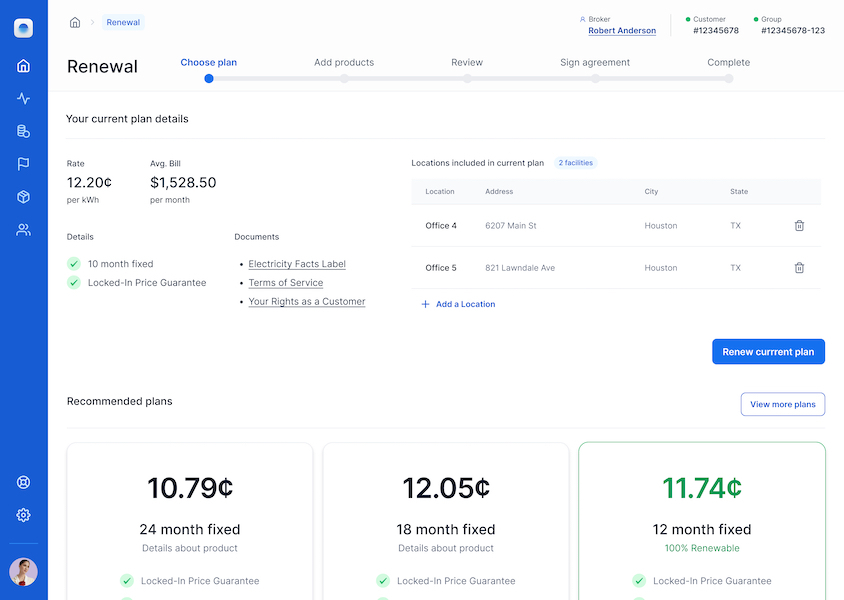 Renewal
Broker
Robert Anderson
Customer
#12345678
Group
#12345678-123
Renewal
Choose plan
Add products
Review
Sign agreement
Complete
Your current plan details
Rate
12.20¢
per kWh
Avg. Bill
$1,528.50
per month
Details
10 month fixed
Locked-In Price Guarantee
Documents
• Electricity Facts Label
• Terms of Service
• Your Rights as a Customer
Locations included in current plan 2 facilities
Location Address City State
Office 4 6207 Main St Houston TX
Office 5 821 Lawndale Ave Houston TX
+ Add a Location
Renew currrent plan
Recommended plans
View more plans
10.79¢
24 month fixed
Details about product
Locked-In Price Guarantee
12.05¢
18 month fixed
Details about product
Locked-In Price Guarantee
11.74¢
12 month fixed
100% Renewable
Locked-In Price Guarantee